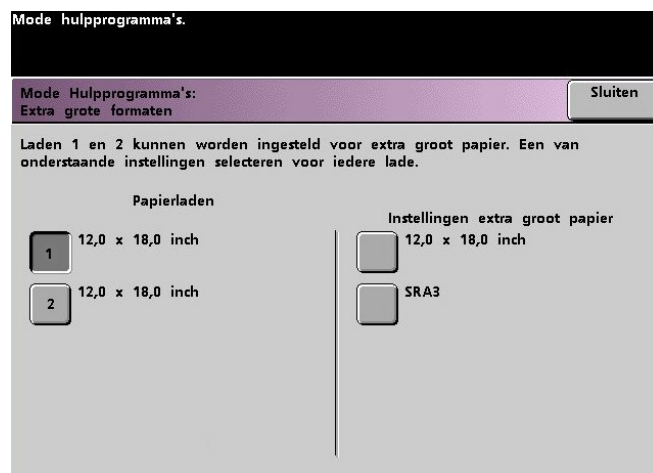 Mode hulpprogramma's.
Mode Hulpprogramma's:
Extra grote formaten
Sluiten
Laden 1 en 2 kunnen worden ingesteld voor extra groot papier. Een van
onderstaande instellingen selecteren voor iedere lade.
Papierladen
1 12,0 x 18,0 inch
2 12,0 x 18,0 inch
Instellingen extra groot papier
12,0 x 18,0 inch
SRA3